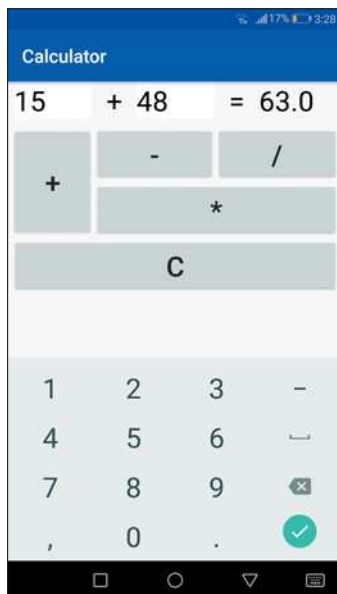 17% 3:28
Calculator
15 + 48 = 63.0
- /
+
*
C
1 2 3 −
4 5 6
7 8 9
, 0 .